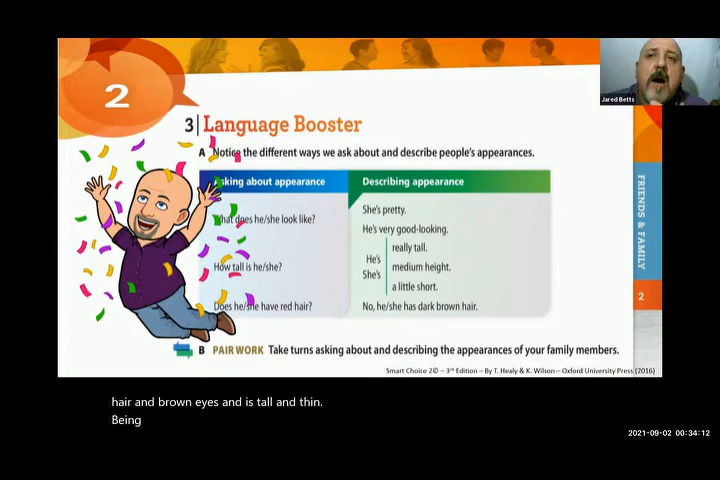 2
Jared Betts
3 Language Booster
A Notice the different ways we ask about and describe people's appearances.
Asking about appearance
Describing appearance
What does he/she look like?
She's pretty.
He's very good-looking.
How tall is he/she?
He's
She's
really tall.
medium height.
a little short.
Does he/she have red hair?
No, he/she has dark brown hair.
B PAIR WORK Take turns asking about and describing the appearances of your family members.
FRIENDS & FAMILY
2
Smart Choice 2© – 3rd Edition – By T. Healy & K. Wilson – Oxford University Press (2016)
hair and brown eyes and is tall and thin.
Being
2021-09-02 00:34:12